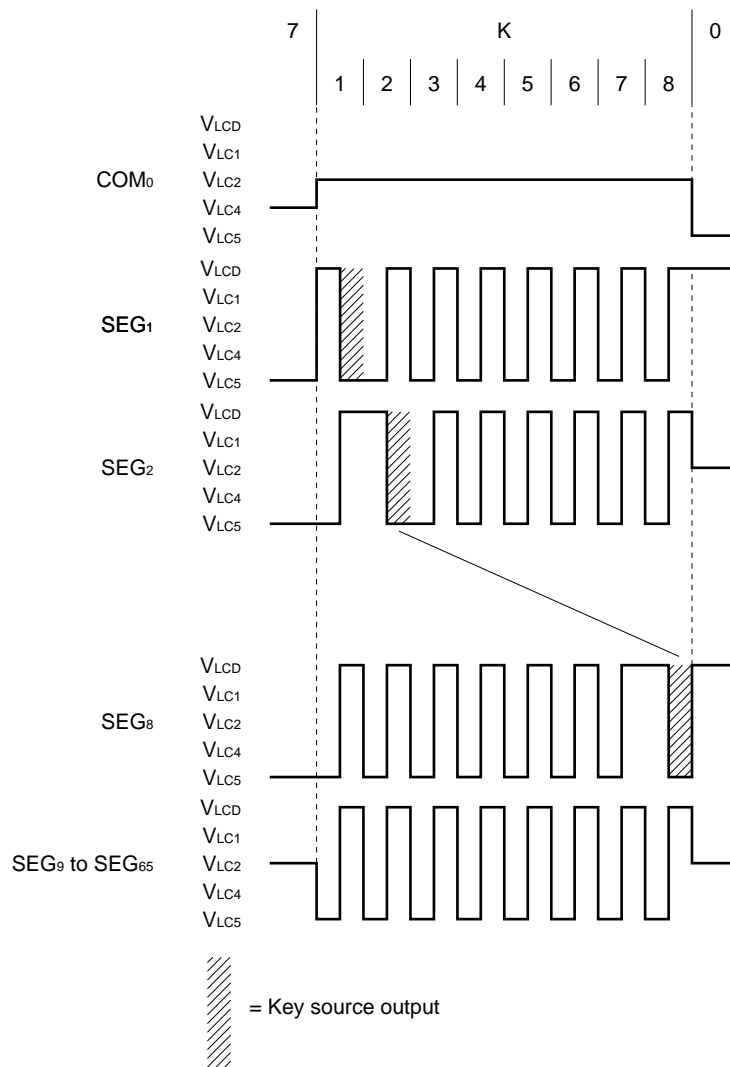 7 K 0
1 2 3 4 5 6 7 8
VLCD
VLC1
COM0 VLC2
VLC4
VLC5
VLCD
VLC1
SEG1 VLC2
VLC4
VLC5
VLCD
VLC1
SEG2 VLC2
VLC4
VLC5
VLCD
VLC1
SEG8 VLC2
VLC4
VLC5
VLCD
VLC1
SEG9 to SEG65 VLC2
VLC4
VLC5
= Key source output